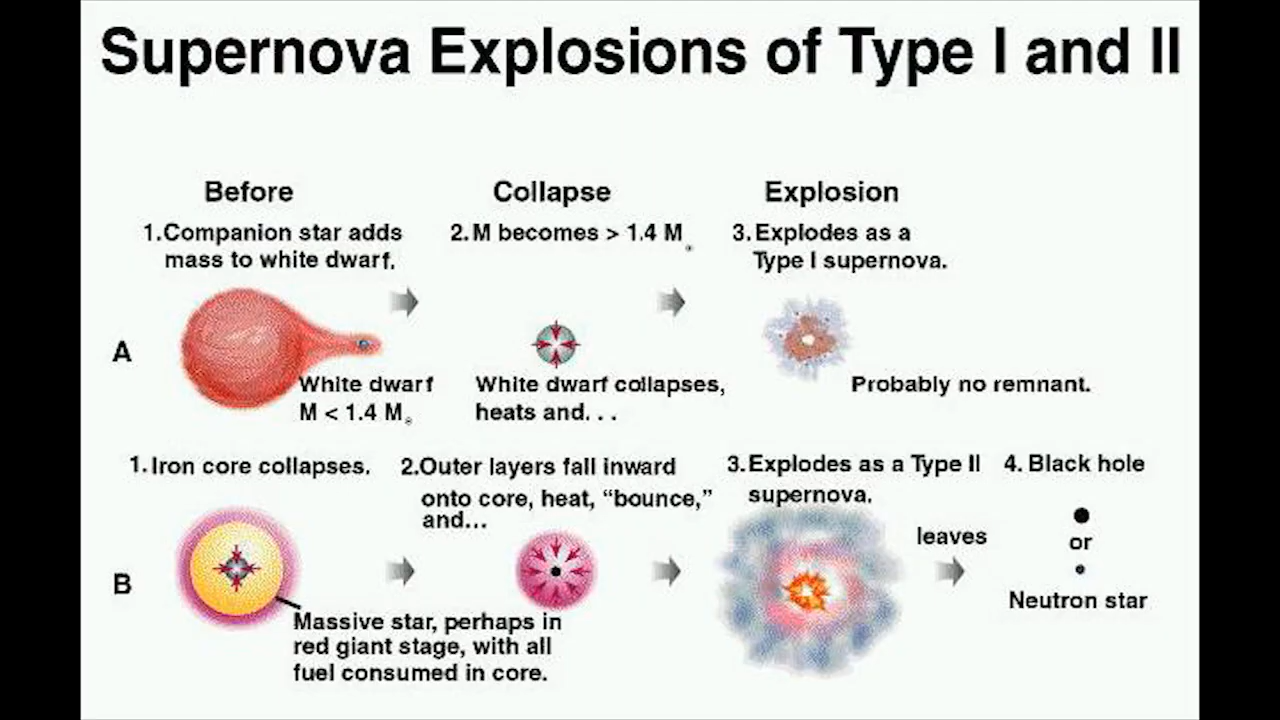 Supernova Explosions of Type I and II
Before
Collapse
Explosion
1.Companion star adds
mass to white dwarf.
2.M becomes > 1.4 M☉
3.Explodes as a
Type I supernova.
A
White dwarf
M < 1.4 M☉
White dwarf collapses,
heats and. . .
Probably no remnant.
1.Iron core collapses.
2.Outer layers fall inward
onto core, heat, “bounce,”
and...
3.Explodes as a Type II
supernova.
leaves
4. Black hole
or
Neutron star
B
Massive star, perhaps in
red giant stage, with all
fuel consumed in core.